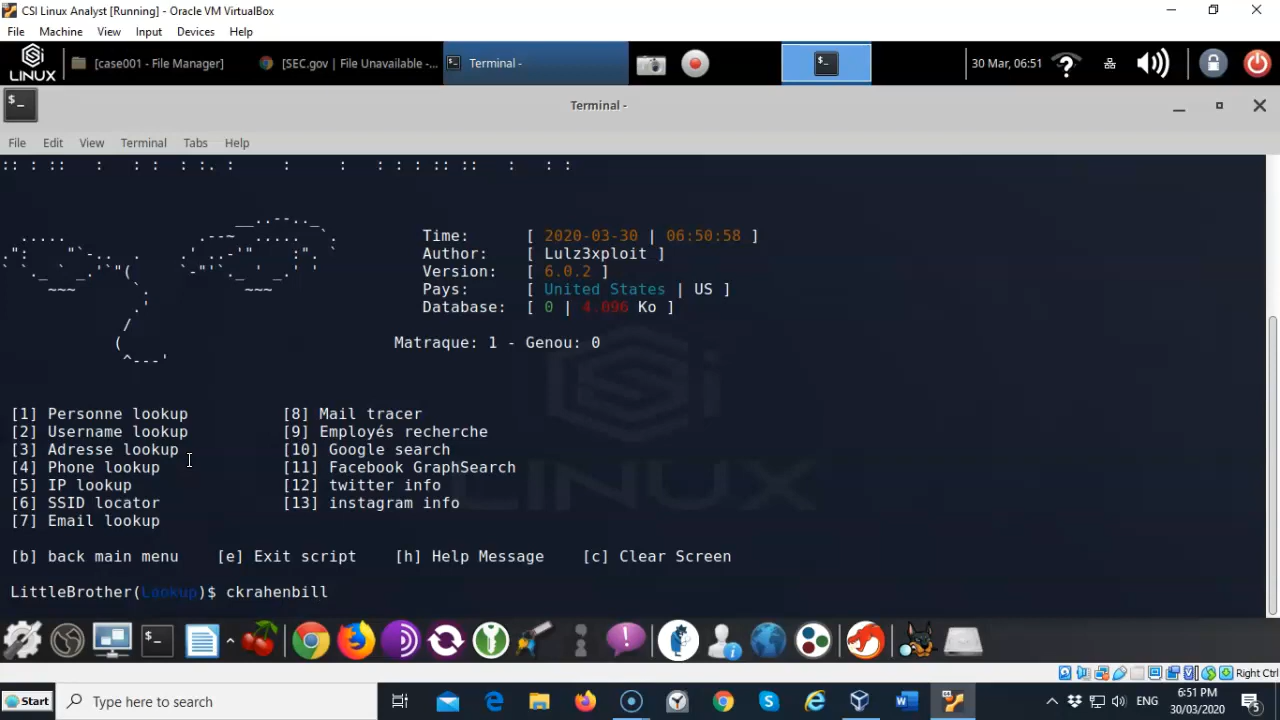 CSI Linux Analyst [Running] - Oracle VM VirtualBox
File Machine View Input Devices Help
SI LINUX
[case001 - File Manager]
[SEC.gov | File Unavailable -...
Terminal -
30 Mar, 06:51
Terminal -
File Edit View Terminal Tabs Help
Time: [ 2020-03-30 | 06:50:58 ]
Author: [ Lulz3xploit ]
Version: [ 6.0.2 ]
Pays: [ United States | US ]
Database: [ 0 | 4.096 Ko ]
Matraque: 1 - Genou: 0
[1] Personne lookup [8] Mail tracer
[2] Username lookup [9] Employés recherche
[3] Adresse lookup [10] Google search
[4] Phone lookup [11] Facebook GraphSearch
[5] IP lookup [12] twitter info
[6] SSID locator [13] instagram info
[7] Email lookup
[b] back main menu [e] Exit script [h] Help Message [c] Clear Screen
LittleBrother(Lookup)$ ckrahenbill
LINUX
Right Ctrl
Start
Type here to search
ENG
6:51 PM
30/03/2020
5